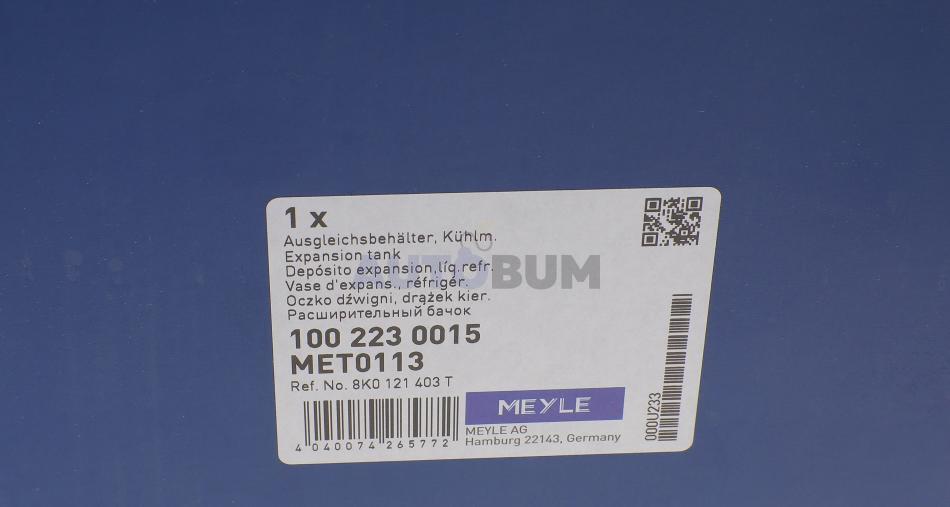 1 x
Ausgleichsbehälter, Kühlm.
Expansion tank
Depósito expansion,líq.refr.
Vase d'expans., réfrigér.
Oczko dźwigni, drążek kier.
Расширительный бачок
AUTOBUM
100 223 0015
MET0113
Ref. No. 8K0 121 403 T
4 040074 265772
MEYLE
MEYLE AG
Hamburg 22143, Germany
000U233